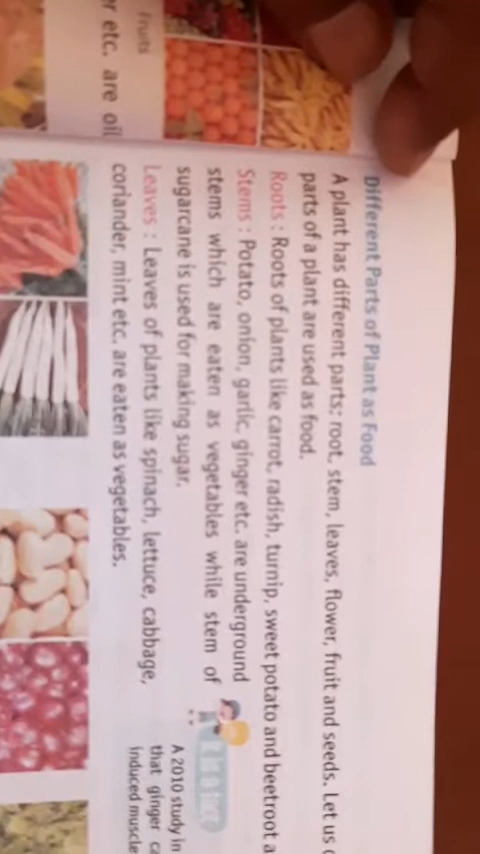 Fruits
er etc. are oil
Different Parts of Plant as Food
A plant has different parts; root, stem, leaves, flower, fruit and seeds. Let us
parts of a plant are used as food.
Roots : Roots of plants like carrot, radish, turnip, sweet potato and beetroot a
Stems : Potato, onion, garlic, ginger etc. are underground
stems which are eaten as vegetables while stem of
sugarcane is used for making sugar.
Leaves : Leaves of plants like spinach, lettuce, cabbage,
coriander, mint etc. are eaten as vegetables.
It is a fact
A 2010 study in
that ginger ca
induced muscle